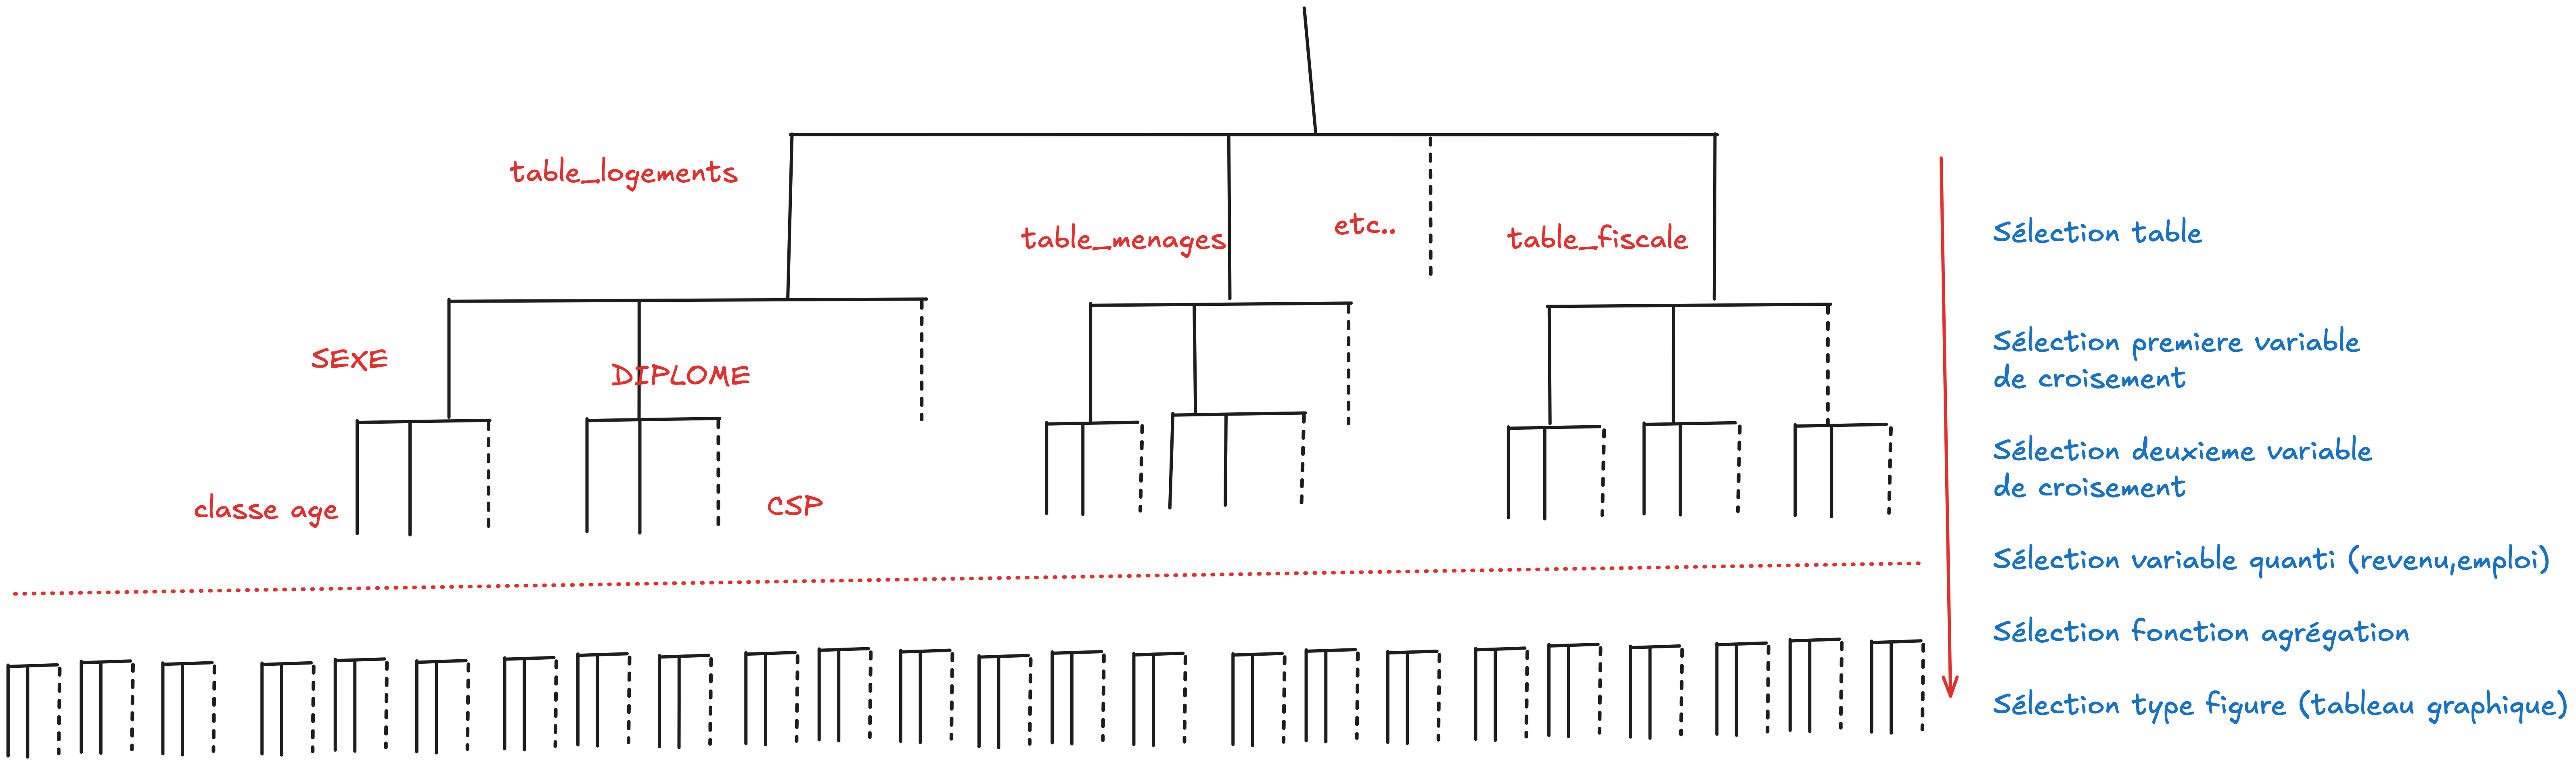 table_logements
table_menages
etc..
table_fiscale
Sélection table
SEXE
DIPLOME
Sélection premiere variable
de croisement
classe age
CSP
Sélection deuxieme variable
de croisement
Sélection variable quanti (revenu,emploi)
Sélection fonction agrégation
Sélection type figure (tableau graphique)